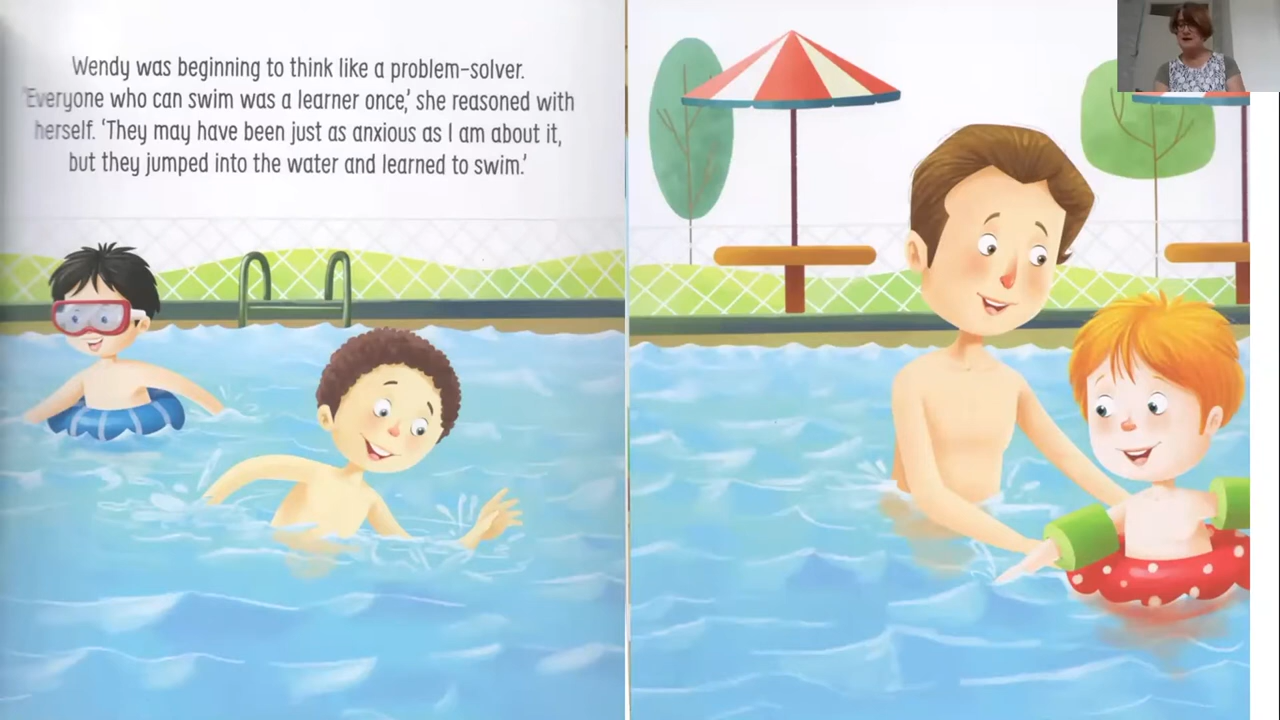 Wendy was beginning to think like a problem-solver.
'Everyone who can swim was a learner once,' she reasoned with
herself. 'They may have been just as anxious as I am about it,
but they jumped into the water and learned to swim.'